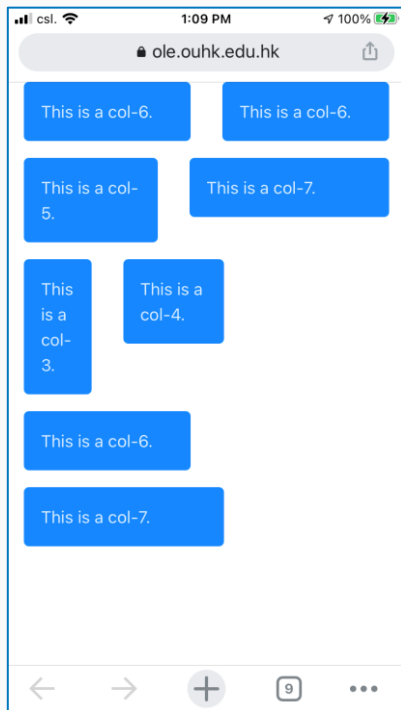 csl. 1:09 PM 100%
ole.ouhk.edu.hk
This is a col-6. This is a col-6.
This is a col- This is a col-7.
5.
This This is a
is a col-4.
col-
3.
This is a col-6.
This is a col-7.
9